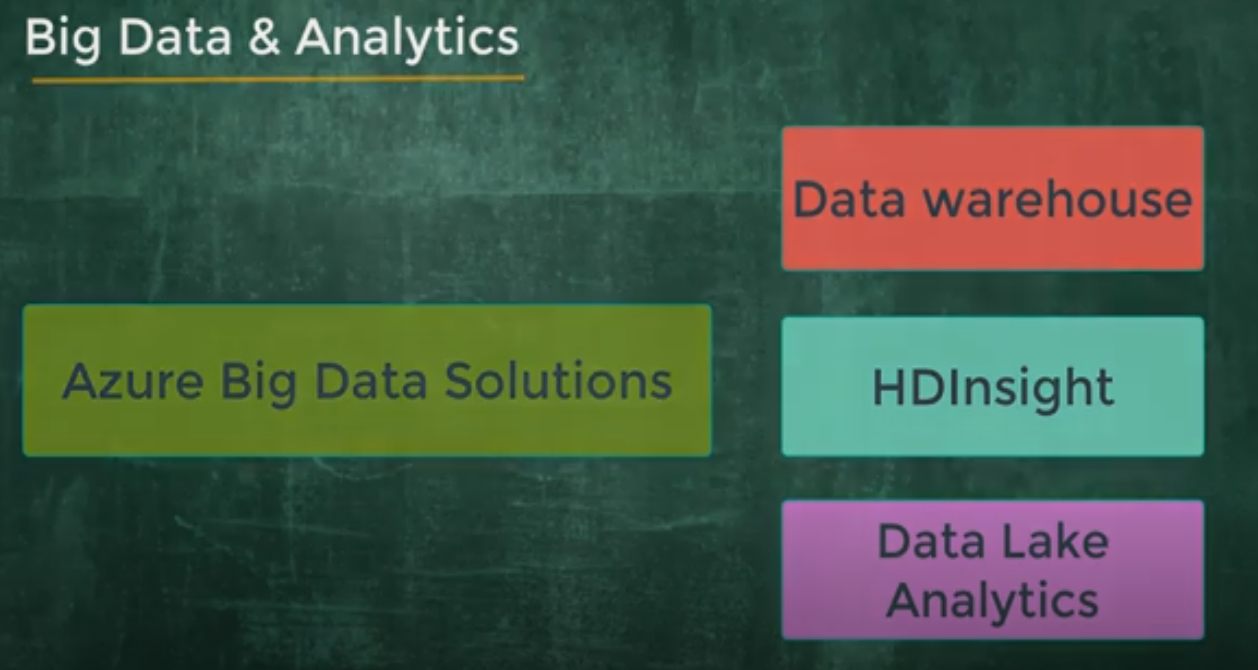 Big Data & Analytics
Data warehouse
Azure Big Data Solutions
HDInsight
Data Lake
Analytics